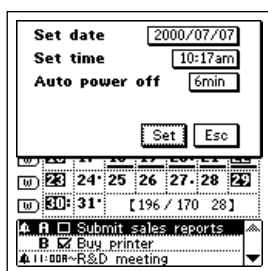 Set date 2000/07/07
Set time 10:17am
Auto power off 6min
Set Esc
W 23 24 25 26 27 28 29
W 30 31 [196/170 28]
A Submit sales reports
B Buy printer
11:00A~R&D meeting